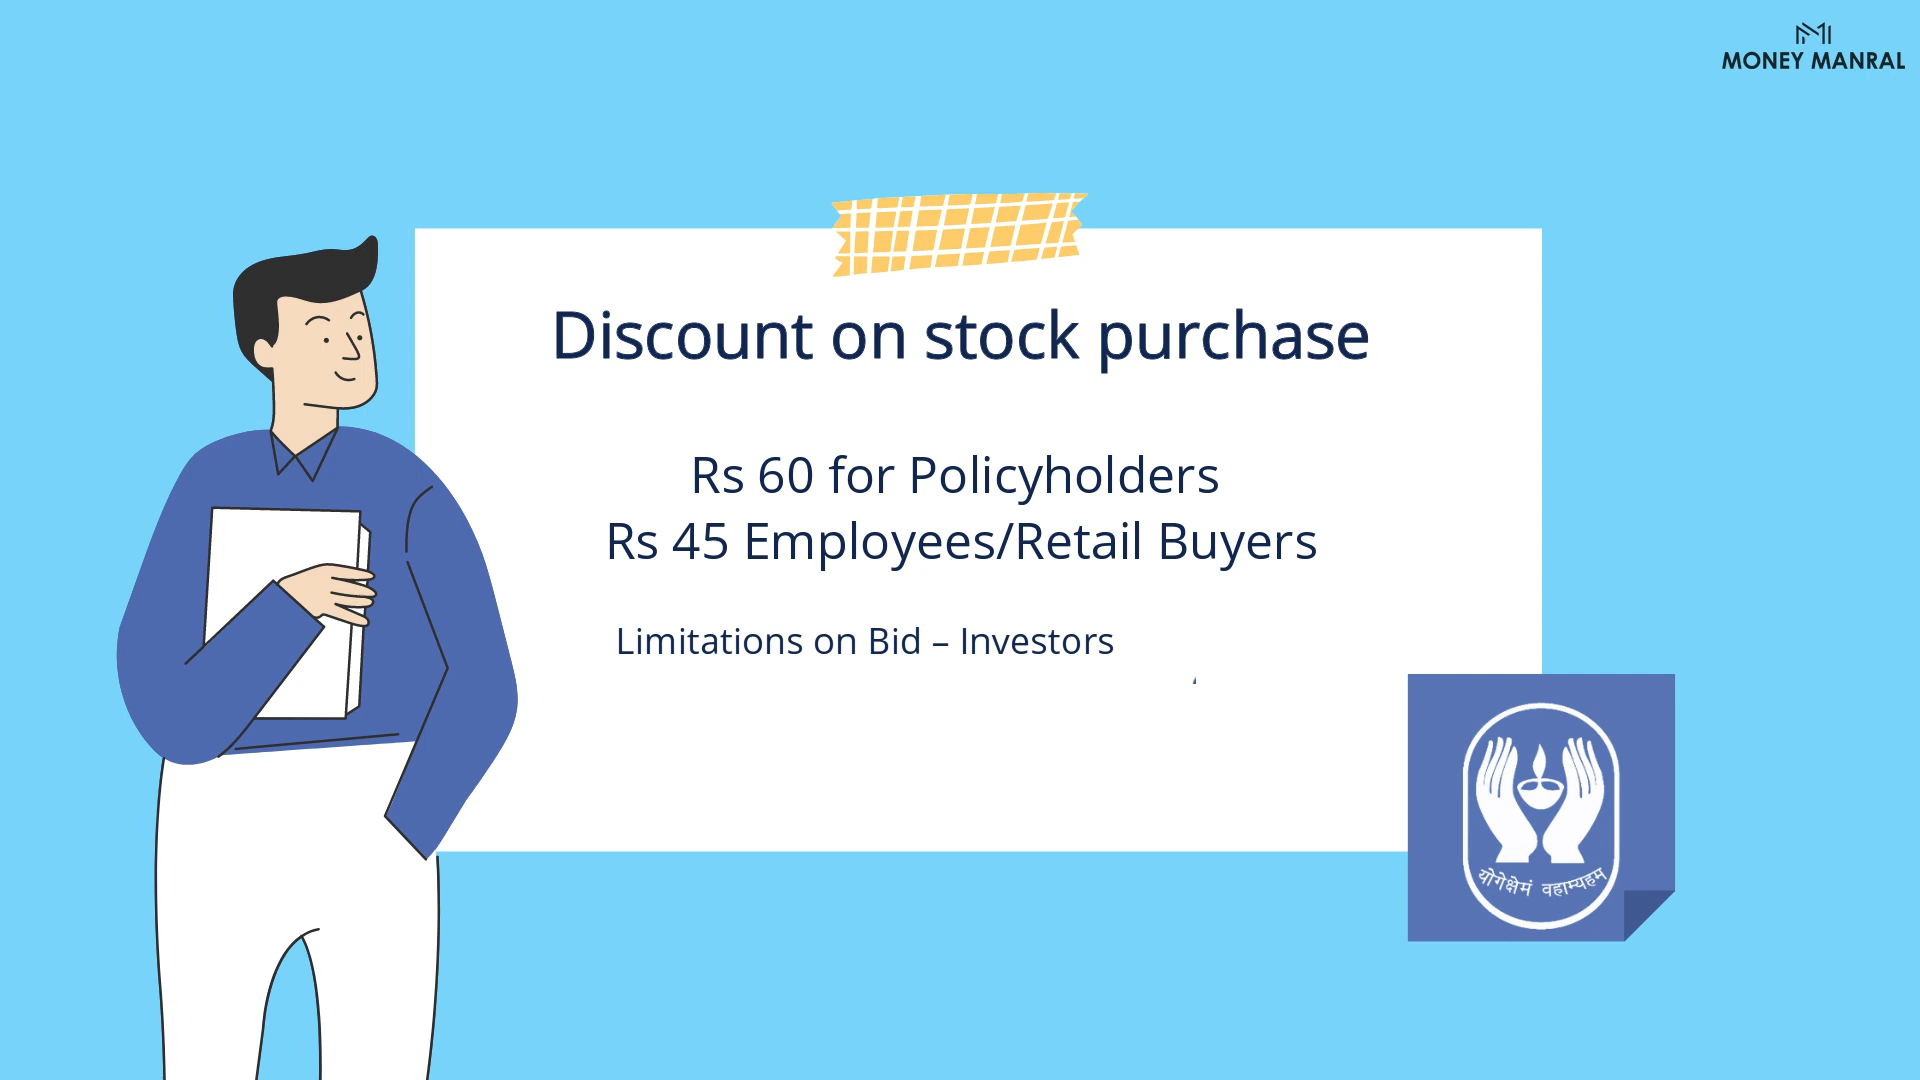 MONEY MANRAL
Discount on stock purchase
Rs 60 for Policyholders
Rs 45 Employees/Retail Buyers
Limitations on Bid – Investors
योगक्षेमं वहाम्यहम्